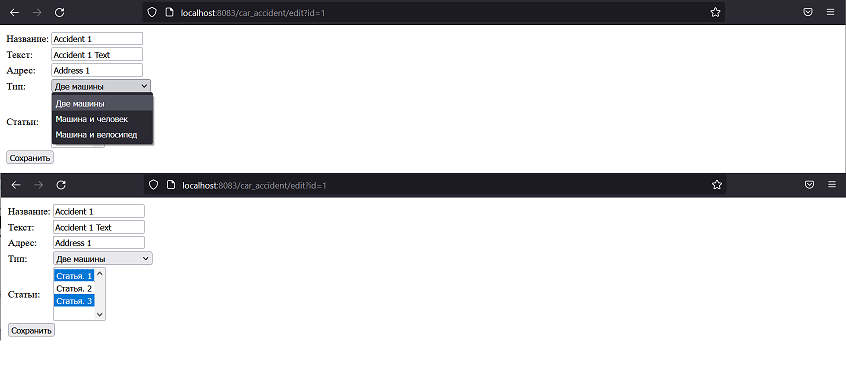 localhost:8083/car_accident/edit?id=1
Название: Accident 1
Текст: Accident 1 Text
Адрес: Address 1
Тип: Две машины
Две машины
Машина и человек
Статьи:
Машина и велосипед
Сохранить
localhost:8083/car_accident/edit?id=1
Название: Accident 1
Текст: Accident 1 Text
Адрес: Address 1
Тип: Две машины
Статья. 1
Статья. 2
Статьи:
Статья. 3
Сохранить